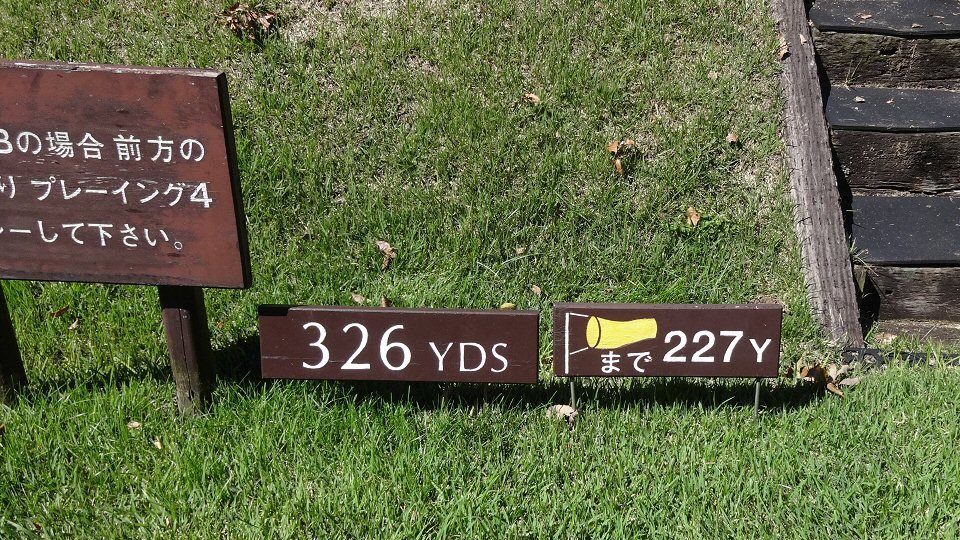 Bの場合 前方の
り プレーイング4
ーして下さい。
326 YDS
まで 227Y